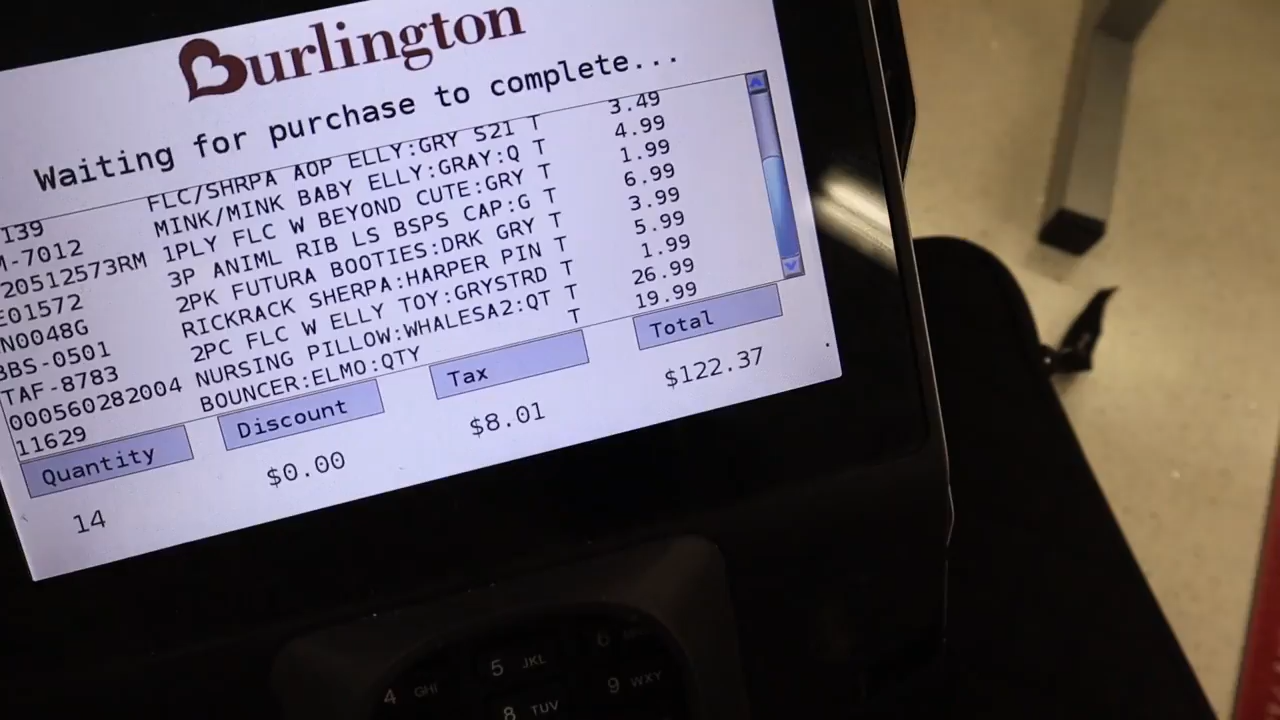 Burlington
Waiting for purchase to complete...
I39 FLC/SHRPA AOP ELLY:GRY S21 T 3.49
M-7012 MINK/MINK BABY ELLY:GRAY:Q T 4.99
20512573RM 1PLY FLC W BEYOND CUTE:GRY T 1.99
E01572 3P ANIML RIB LS BSPS CAP:G T 6.99
N0048G 2PK FUTURA BOOTIES:DRK GRY T 3.99
BBS-0501 RICKRACK SHERPA:HARPER PIN T 5.99
TAF-8783 2PC FLC W ELLY TOY:GRYSTRD T 1.99
000560282004 NURSING PILLOW:WHALESA2:QT T 26.99
11629 BOUNCER:ELMO:QTY T 19.99
Quantity Discount Tax Total
14 $0.00 $8.01 $122.37
4 GHI 5 JKL 6
8 TUV 9 WXY